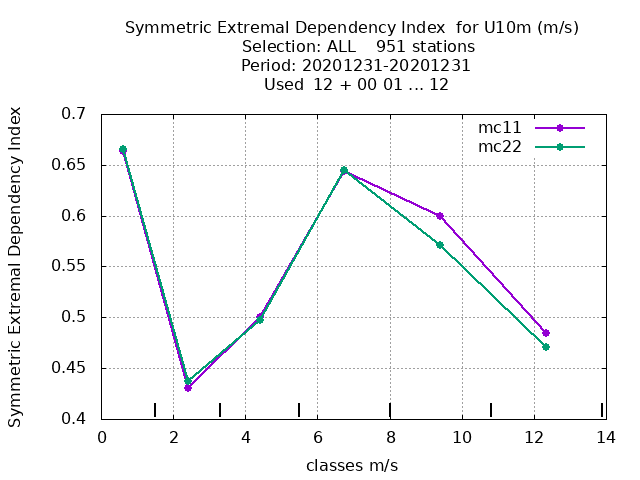 Symmetric Extremal Dependency Index  for U10m (m/s)
Selection: ALL    951 stations
Period: 20201231-20201231
Used  12 + 00 01 ... 12
Symmetric Extremal Dependency Index
0.7
0.65
0.6
0.55
0.5
0.45
0.4
mc11
mc22
0 2 4 6 8 10 12 14
classes m/s